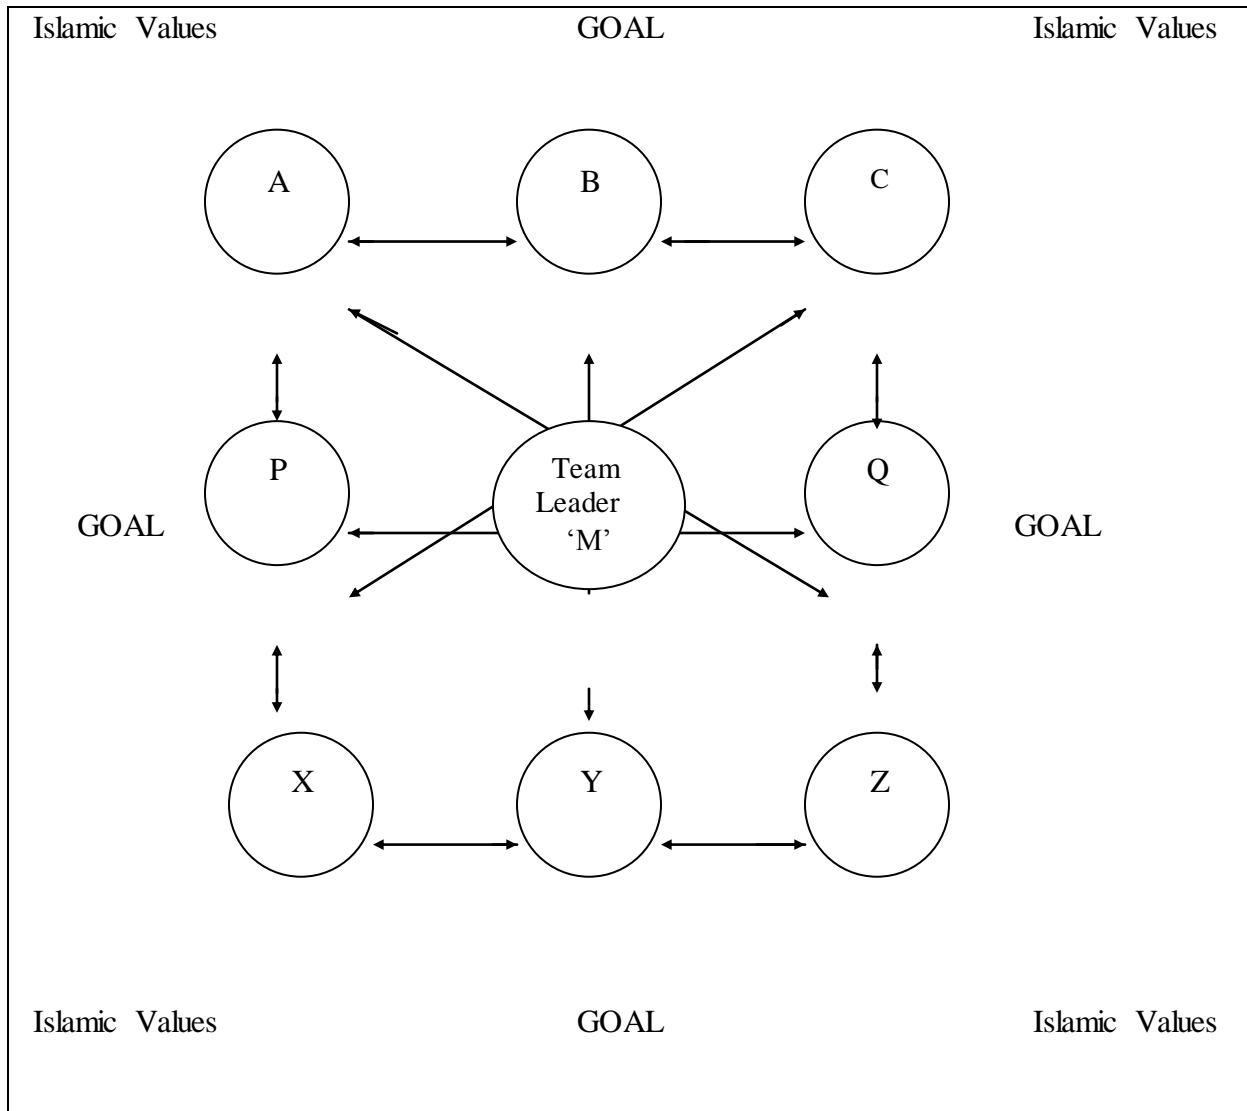 Islamic Values GOAL Islamic Values
A B C
Team
P Leader Q
‘M’
GOAL GOAL
X Y Z
Islamic Values GOAL Islamic Values